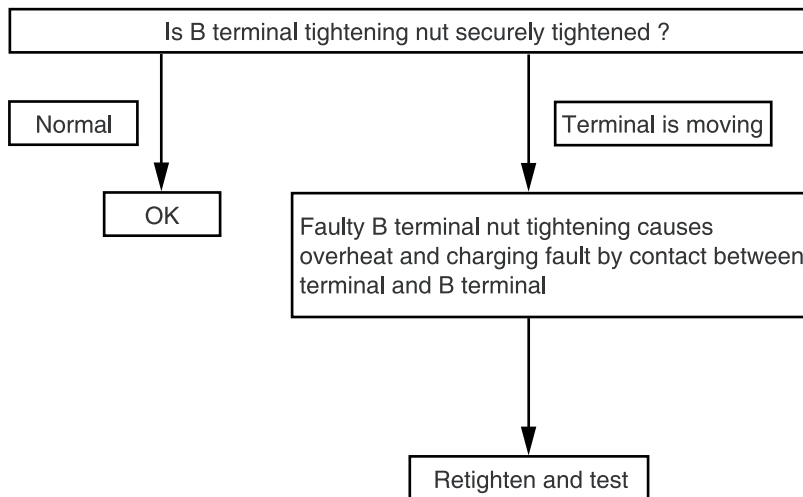 Is B terminal tightening nut securely tightened ?
Normal
Terminal is moving
OK
Faulty B terminal nut tightening causes
overheat and charging fault by contact between
terminal and B terminal
Retighten and test